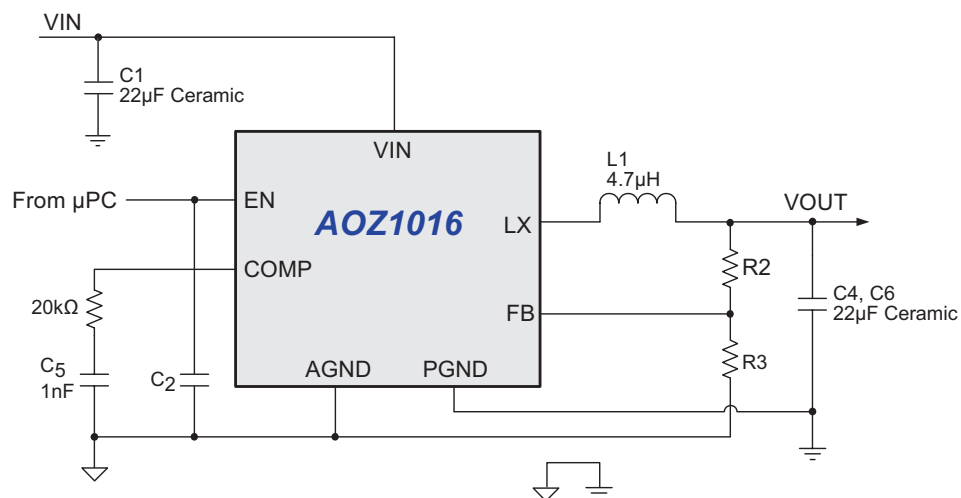 VIN
C1
22µF Ceramic
VIN
L1
4.7µH
From µPC
EN
AOZ1016
LX
VOUT
COMP
R2
20kΩ
FB
C4, C6
22µF Ceramic
C5
1nF
C2
AGND
PGND
R3